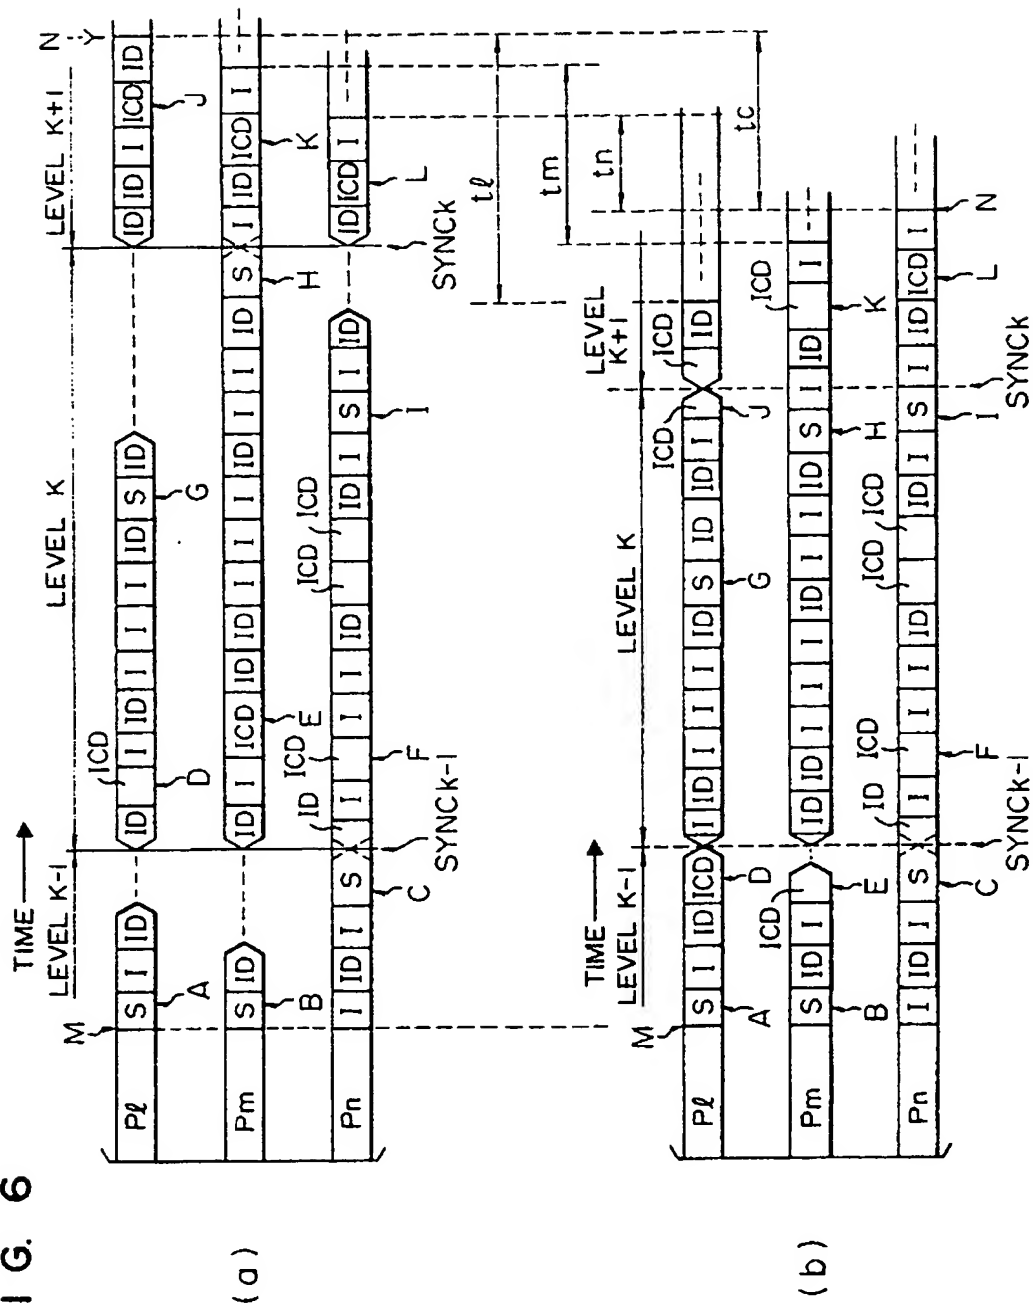 I G. 6
(a)
TIME
LEVEL K-1 LEVEL K LEVEL K+1
M ICD N
Pℓ S I ID ID I ID I I I ID S ID ID ID I ICD ID
A D G J
Pm S ID ID I ICD ID ID I I I ID I I ID S I ID ICD I
B E H K
ID ICD ICD ICD
Pn I ID I S I I I ID ID I S I ID ID ICD I
C F I L
SYNCk-1 SYNCk
tℓ
tm
tn
tc
(b)
TIME
LEVEL K-1 LEVEL K LEVEL
K+1
M ICD ICD
Pℓ S I ID ICD I ID I I I ID S ID ID I ID
A D G J
ICD ICD
Pm S ID I ID ID I I I ID I I ID S I ID I
B E H K
ID ICD ICD ICD
Pn I ID I S I I I ID ID I S I ID ICD I
C F I L N
SYNCk-1 SYNCk